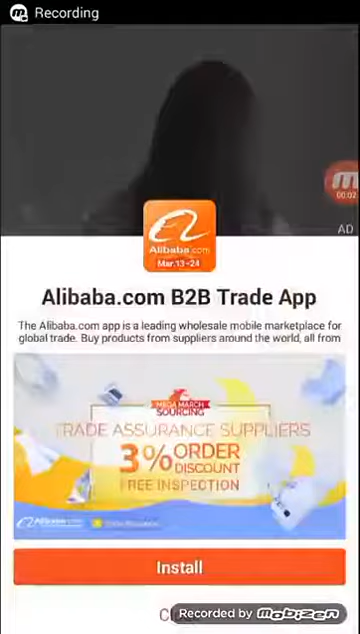 Recording
00:02
AD
Alibaba.com
Mar.13-24
Alibaba.com B2B Trade App
The Alibaba.com app is a leading wholesale mobile marketplace for
global trade. Buy products from suppliers around the world, all from
MEGA MARCH
SOURCING
TRADE ASSURANCE SUPPLIERS
3% ORDER
DISCOUNT
FREE INSPECTION
Alibaba.com
Install
Recorded by Mobizen